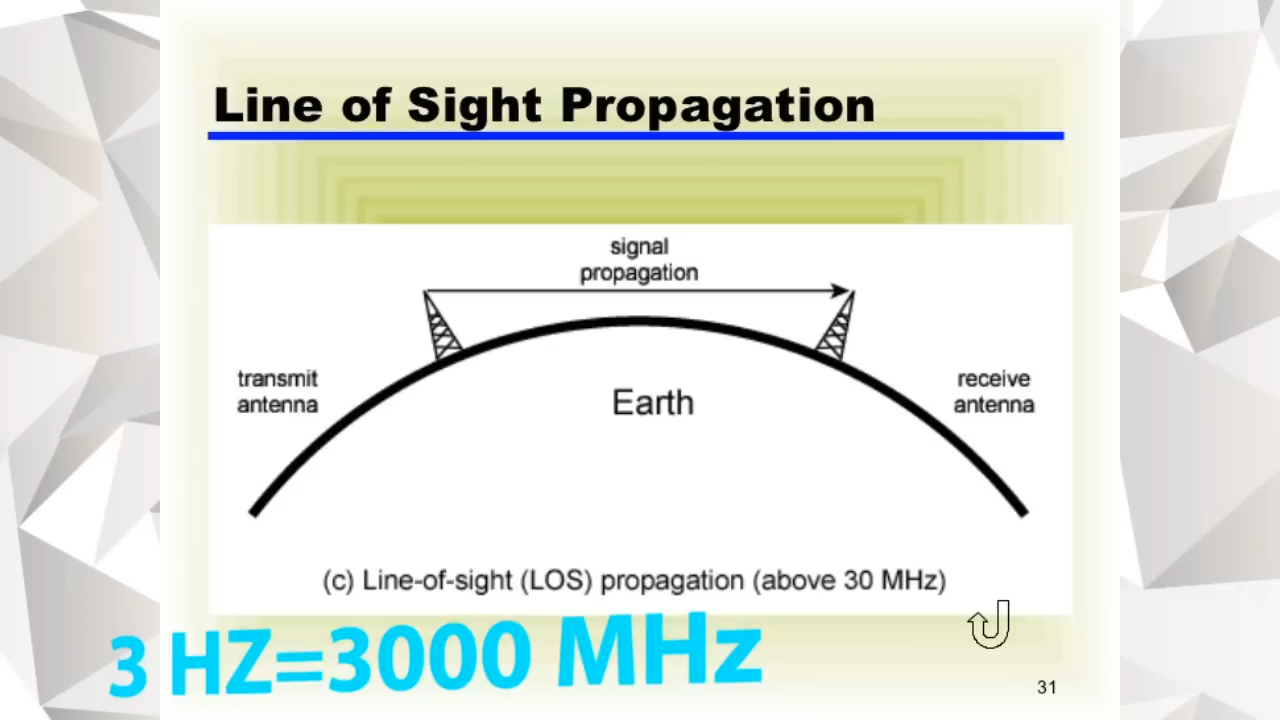 Line of Sight Propagation
signal
propagation
transmit
antenna
receive
antenna
Earth
(c) Line-of-sight (LOS) propagation (above 30 MHz)
3 HZ=3000 MHz
31